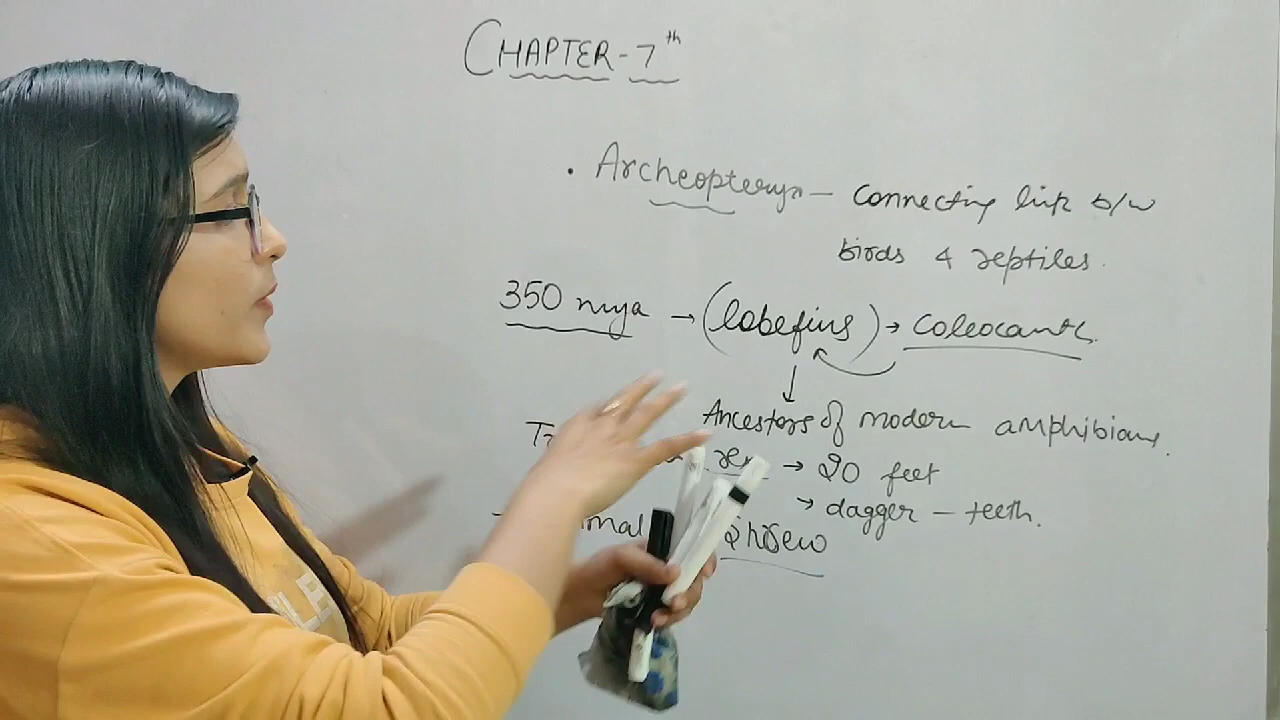 CHAPTER-7th
. Archeopteryx – Connecting link b/w
birds & reptiles.
350 mya → (lobefins) → Coleocanth.
↓
Ancestors of modern amphibians.
→ 20 feet
→ dagger – teeth.
shrew